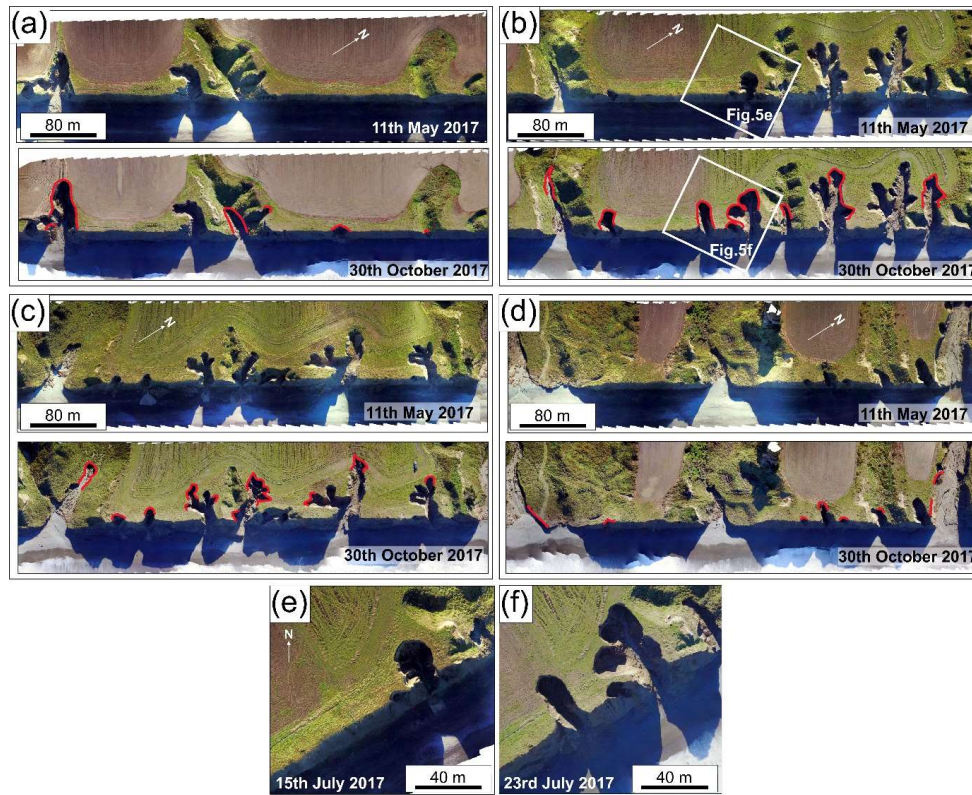 (a)
N
80 m
11th May 2017
30th October 2017
(b)
N
Fig.5e
80 m
11th May 2017
Fig.5f
30th October 2017
(c)
N
80 m
11th May 2017
30th October 2017
(d)
N
80 m
11th May 2017
30th October 2017
(e)
N
15th July 2017
40 m
(f)
23rd July 2017
40 m